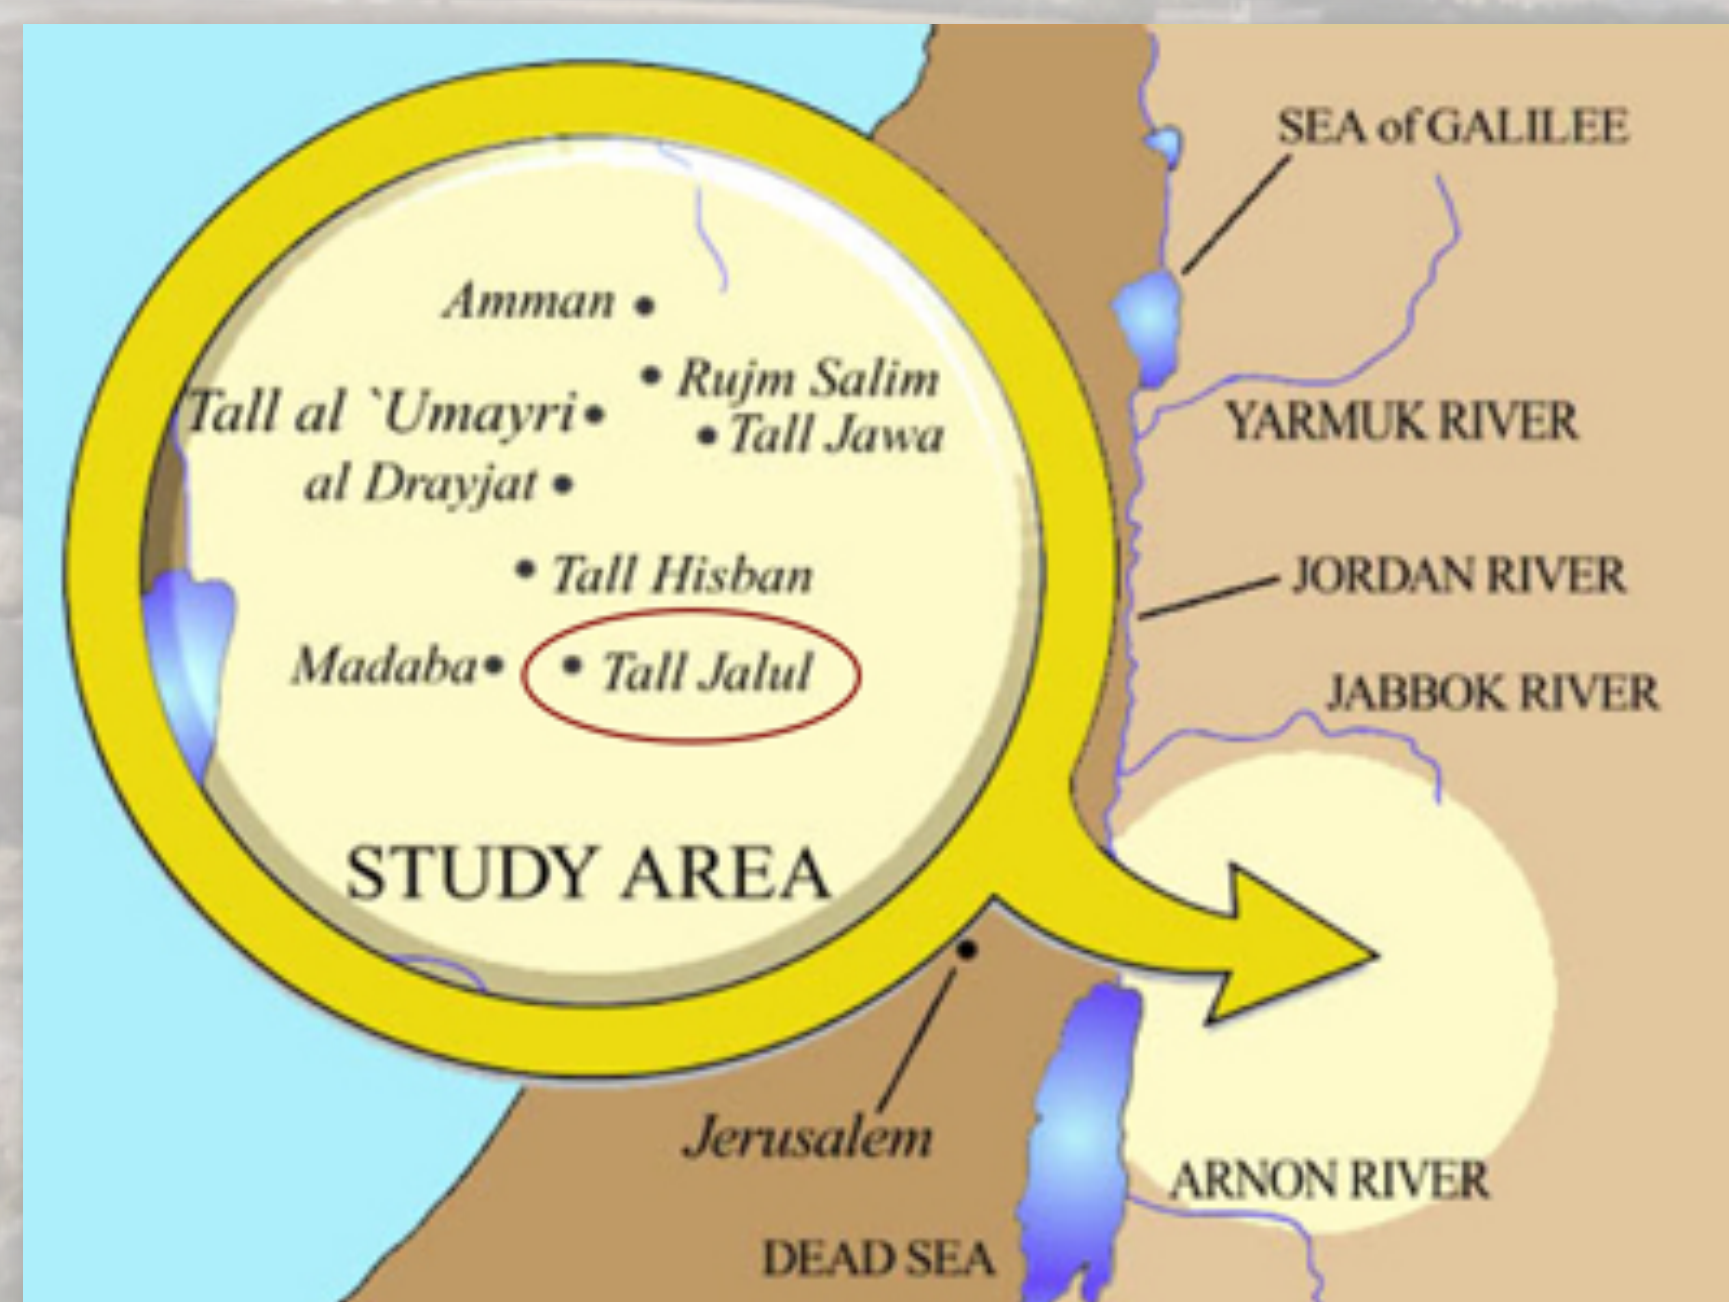 SEA of GALILEE
Amman
Rujm Salim
Tall al `Umayri
Tall Jawa
YARMUK RIVER
al Drayjat
Tall Hisban
JORDAN RIVER
Madaba
Tall Jalul
JABBOK RIVER
STUDY AREA
Jerusalem
ARNON RIVER
DEAD SEA